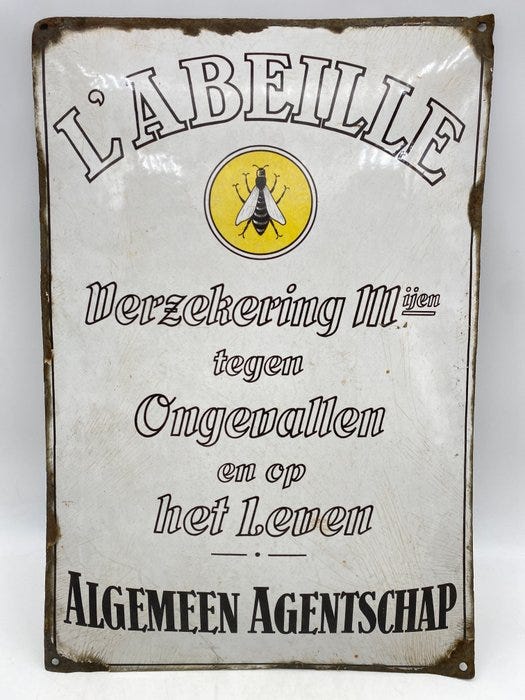 L'ABEILLE
Verzekering Mijen
tegen
Ongevallen
en op
het Leven
ALGEMEEN AGENTSCHAP